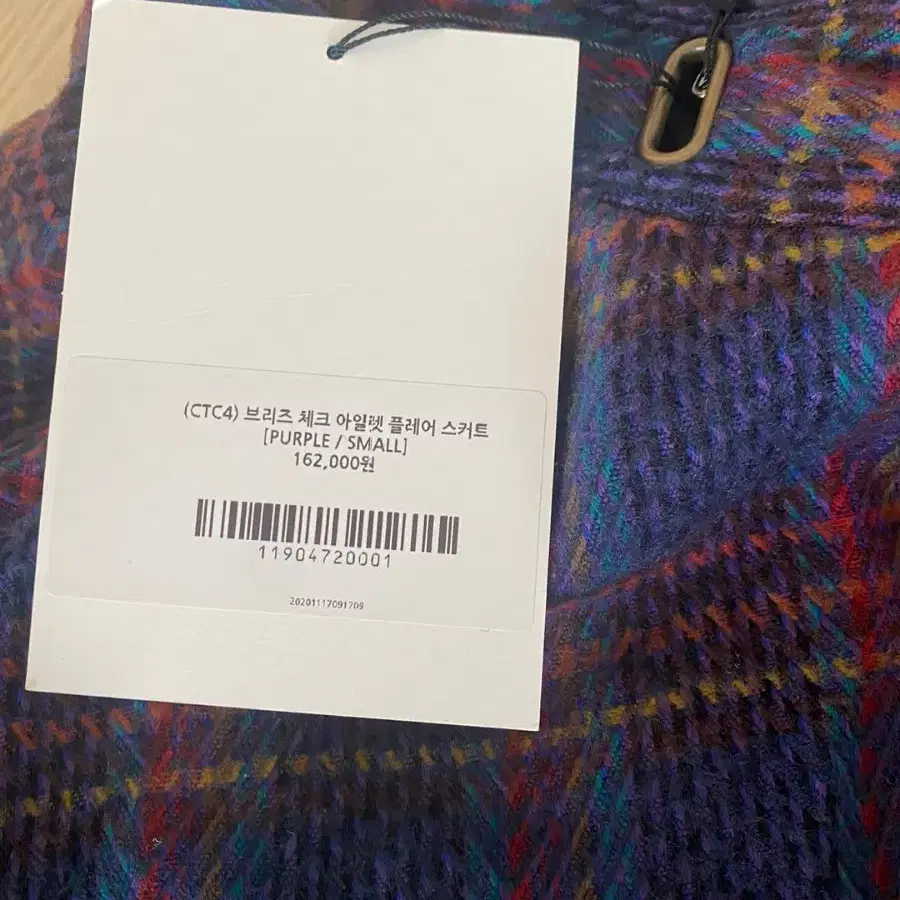 (CTC4) 브리즈 체크 아일렛 플레어 스커트
[PURPLE / SMALL]
162,000원
11904720001
20201117091709